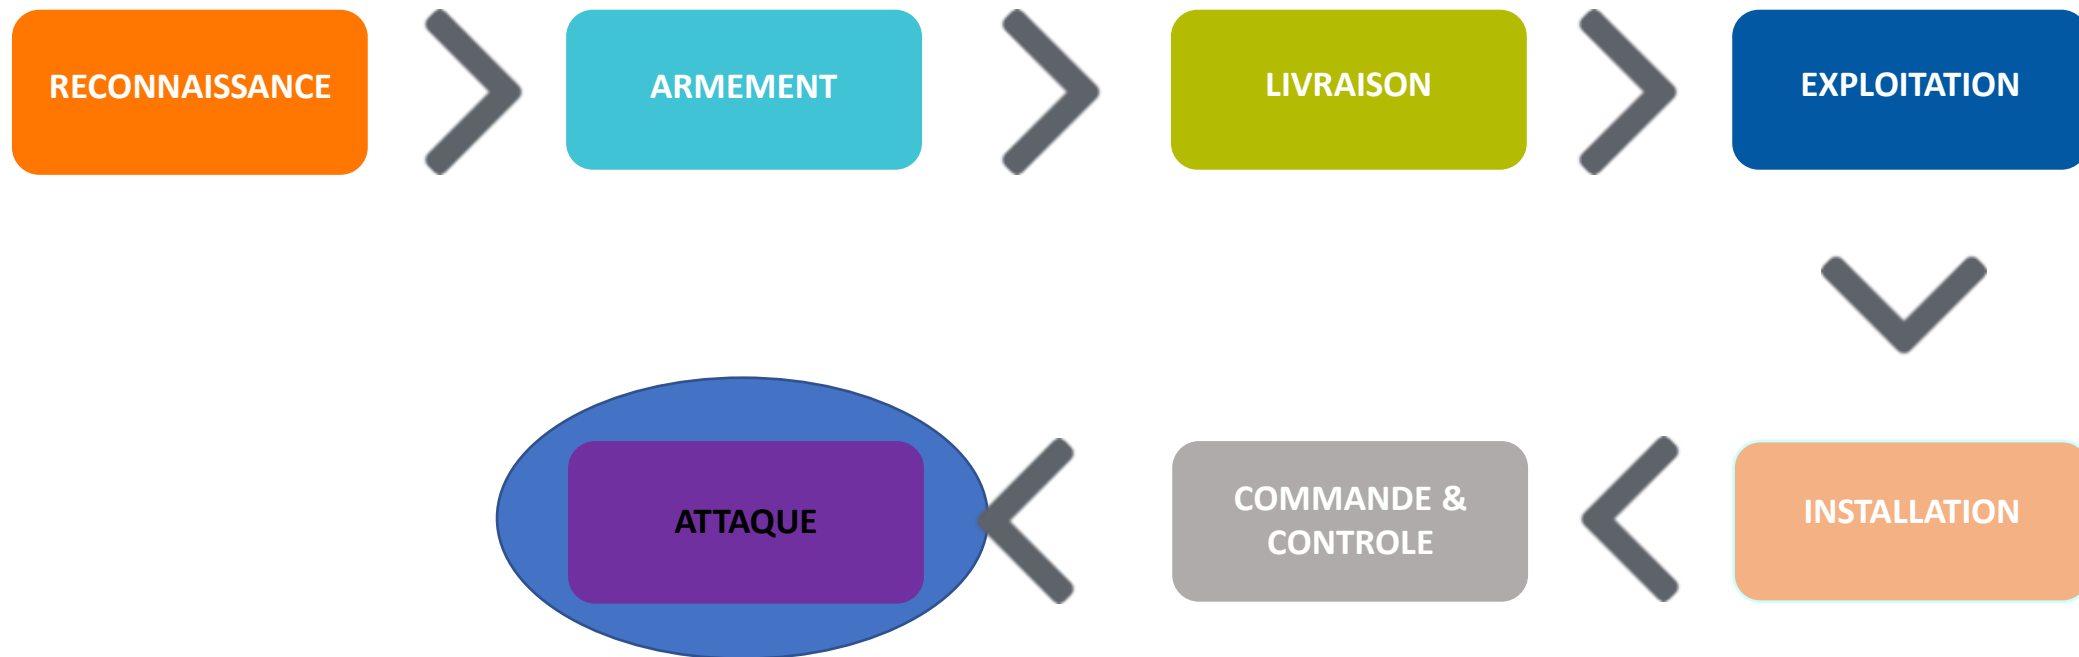 RECONNAISSANCE
ARMEMENT
LIVRAISON
EXPLOITATION
ATTAQUE
COMMANDE &
CONTROLE
INSTALLATION